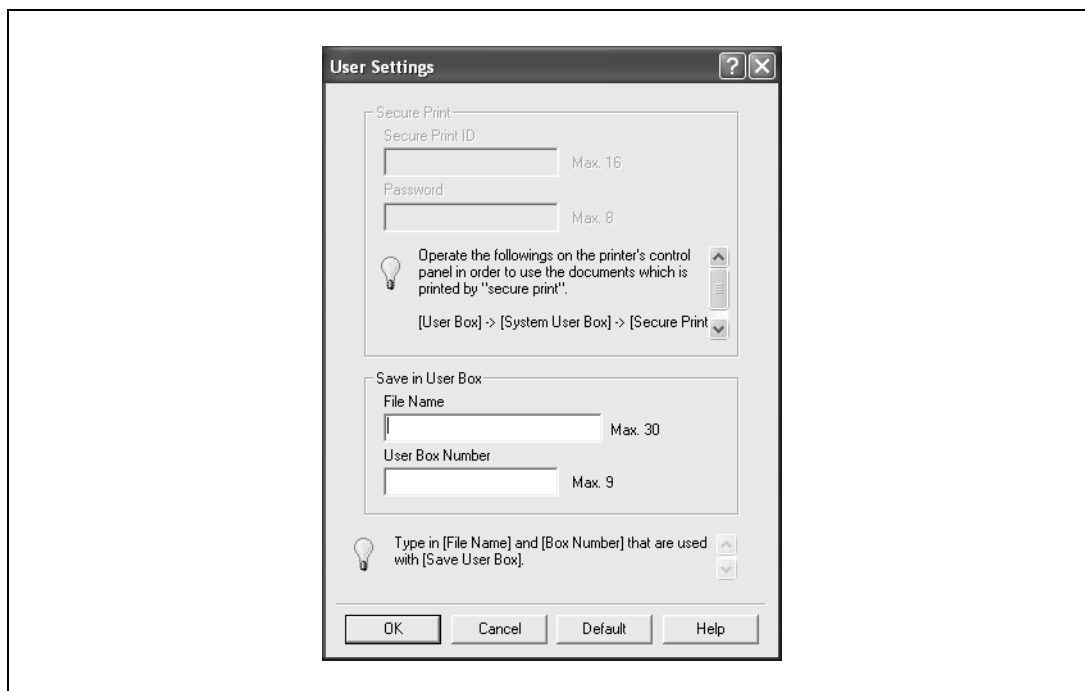 User Settings
Secure Print
Secure Print ID
Max. 16
Password
Max. 8
Operate the followings on the printer's control
panel in order to use the documents which is
printed by "secure print".
[User Box] -> [System User Box] -> [Secure Print
Save in User Box
File Name
Max. 30
User Box Number
Max. 9
Type in [File Name] and [Box Number] that are used
with [Save User Box].
OK Cancel Default Help